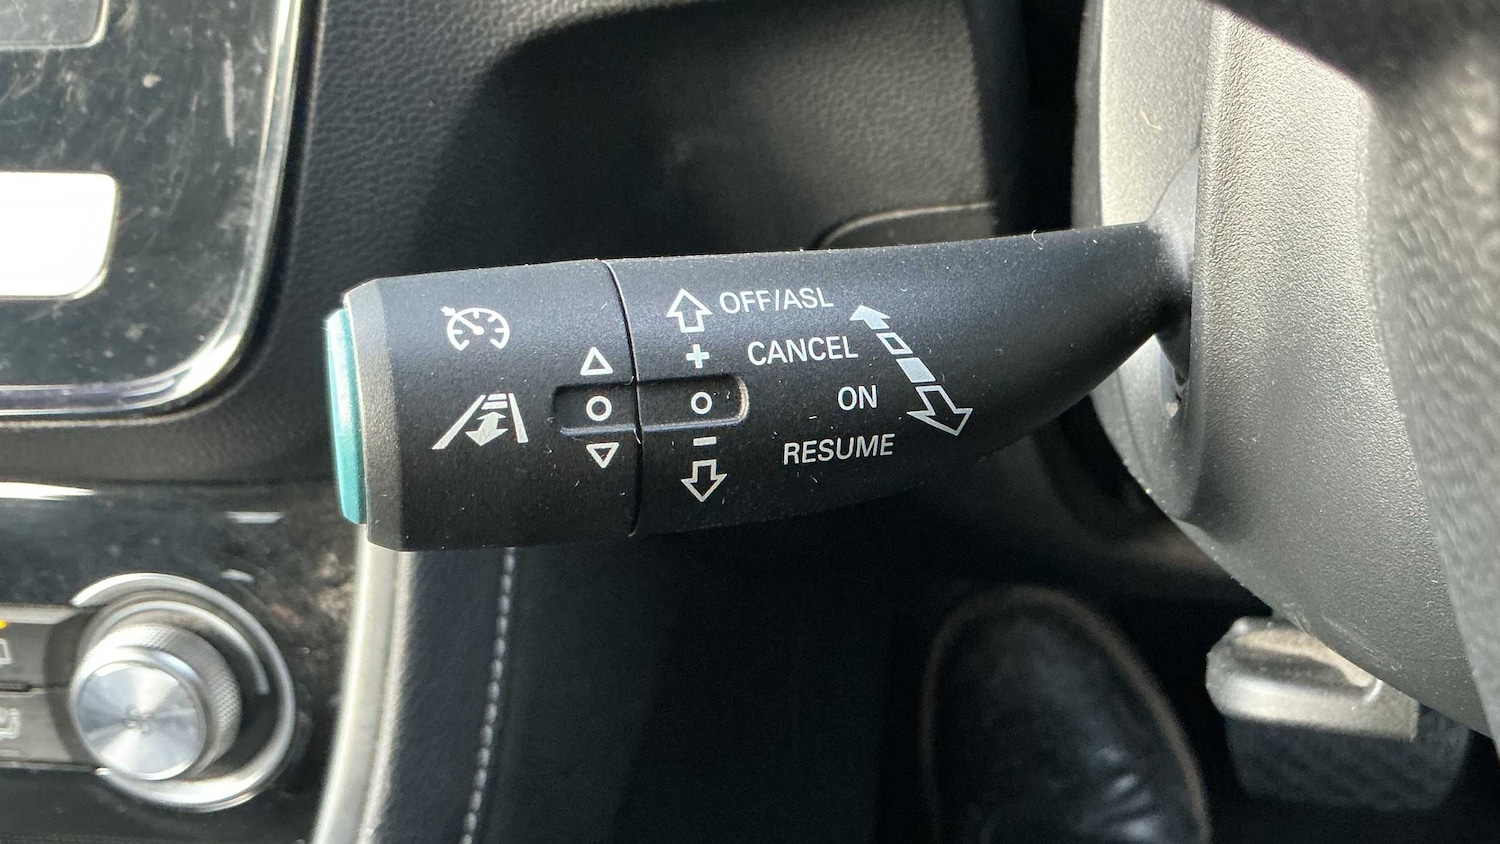 OFF/ASL
+ CANCEL
ON
−
RESUME